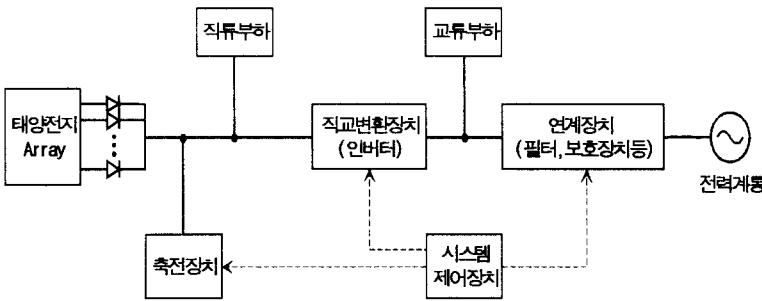 직류부하
교류부하
태양전지
Array
직교변환장치
(인버터)
연계장치
(필터, 보호장치등)
전력계통
축전장치
시스템
제어장치